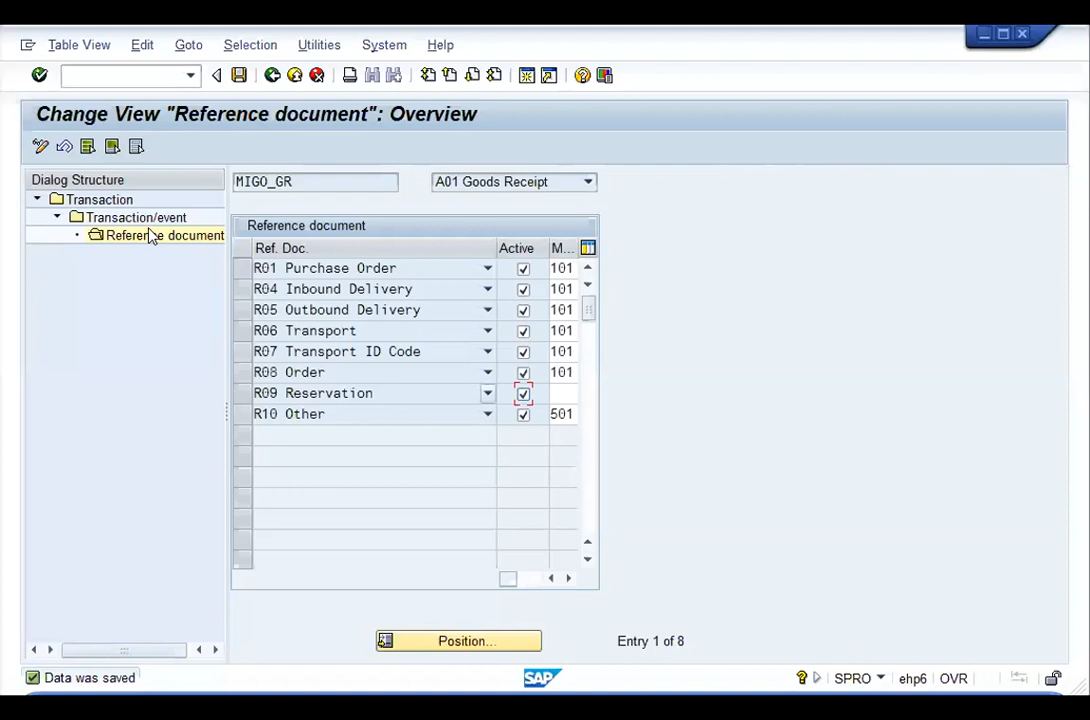 Table View Edit Goto Selection Utilities System Help
Change View "Reference document": Overview
Dialog Structure
Transaction
Transaction/event
Reference document
MIGO_GR A01 Goods Receipt
Reference document
Ref. Doc. Active M...
R01 Purchase Order 101
R04 Inbound Delivery 101
R05 Outbound Delivery 101
R06 Transport 101
R07 Transport ID Code 101
R08 Order 101
R09 Reservation
R10 Other 501
Position... Entry 1 of 8
Data was saved SAP SPRO ehp6 OVR